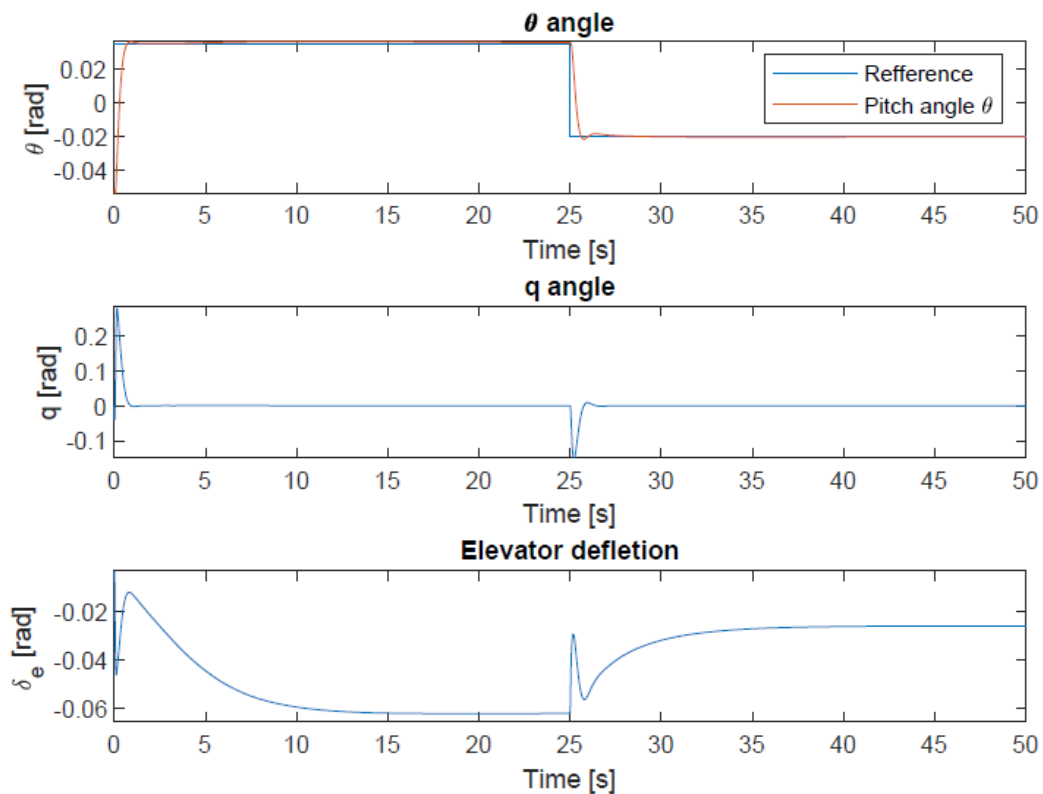 θ angle
θ [rad]
0.02
0
-0.02
-0.04
Refference
Pitch angle θ
0 5 10 15 20 25 30 35 40 45 50
Time [s]
q angle
q [rad]
0.2
0.1
0
-0.1
0 5 10 15 20 25 30 35 40 45 50
Time [s]
Elevator defletion
δe [rad]
-0.02
-0.04
-0.06
0 5 10 15 20 25 30 35 40 45 50
Time [s]